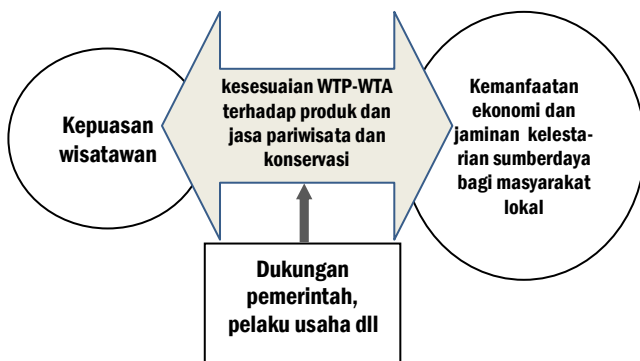 Kepuasan
wisatawan
kesesuaian WTP-WTA
terhadap produk dan
jasa pariwisata dan
konservasi
Kemanfaatan
ekonomi dan
jaminan kelesta-
rian sumberdaya
bagi masyarakat
lokal
Dukungan
pemerintah,
pelaku usaha dll